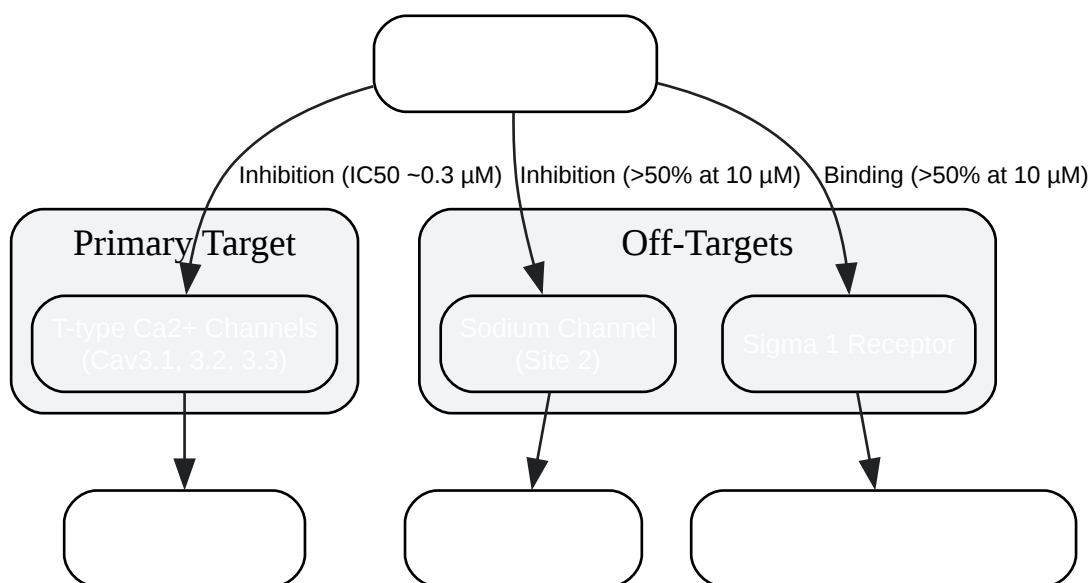 Inhibition (IC50 ~0.3 µM)
Inhibition (>50% at 10 µM)
Binding (>50% at 10 µM)
Primary Target
Off-Targets
T-type Ca2+ Channels
(Cav3.1, 3.2, 3.3)
Sodium Channel
(Site 2)
Sigma 1 Receptor